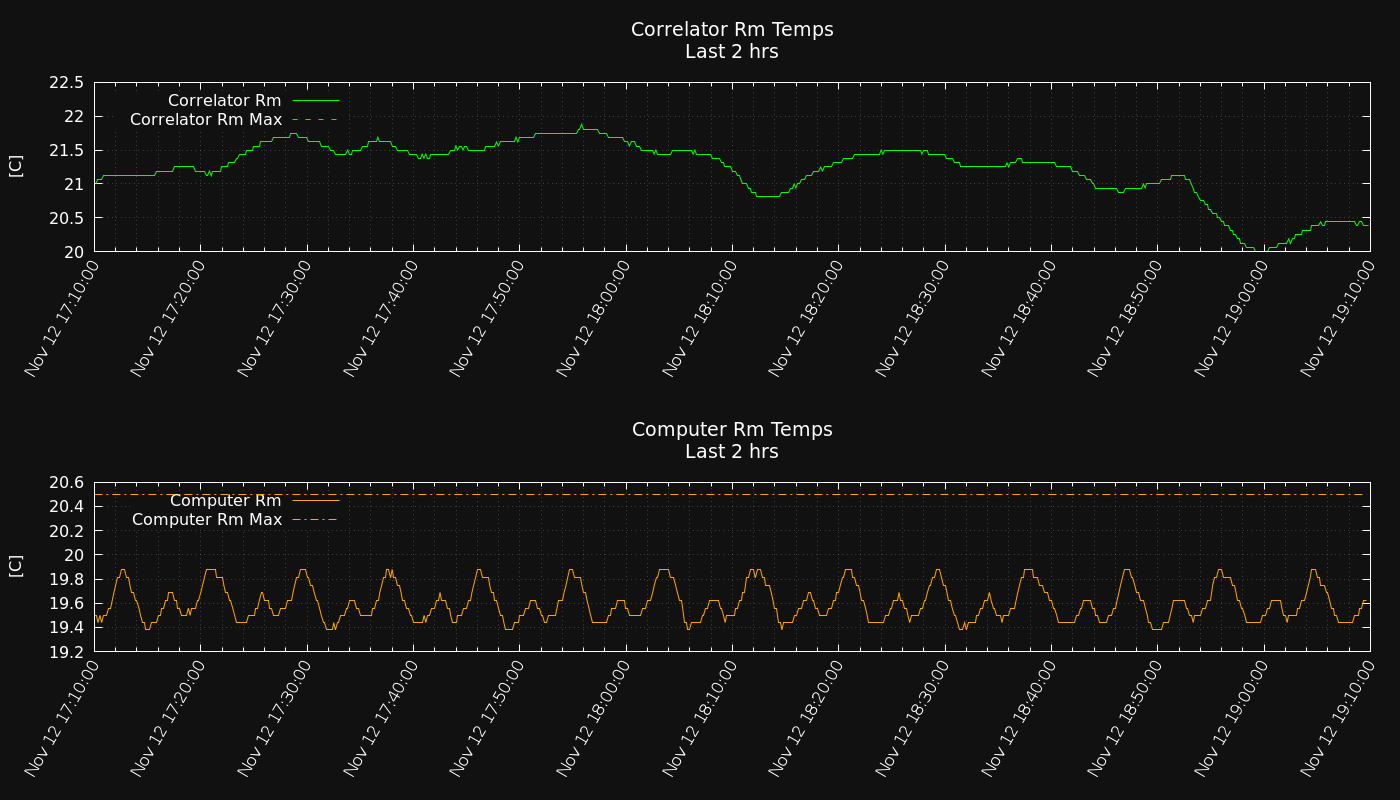 Correlator Rm Temps
Last 2 hrs
22.5
22
21.5
21
20.5
20
[C]
Correlator Rm
Correlator Rm Max
Nov 12 17:10:00
Nov 12 17:20:00
Nov 12 17:30:00
Nov 12 17:40:00
Nov 12 17:50:00
Nov 12 18:00:00
Nov 12 18:10:00
Nov 12 18:20:00
Nov 12 18:30:00
Nov 12 18:40:00
Nov 12 18:50:00
Nov 12 19:00:00
Nov 12 19:10:00
Computer Rm Temps
Last 2 hrs
20.6
20.4
20.2
20
19.8
19.6
19.4
19.2
[C]
Computer Rm
Computer Rm Max
Nov 12 17:10:00
Nov 12 17:20:00
Nov 12 17:30:00
Nov 12 17:40:00
Nov 12 17:50:00
Nov 12 18:00:00
Nov 12 18:10:00
Nov 12 18:20:00
Nov 12 18:30:00
Nov 12 18:40:00
Nov 12 18:50:00
Nov 12 19:00:00
Nov 12 19:10:00